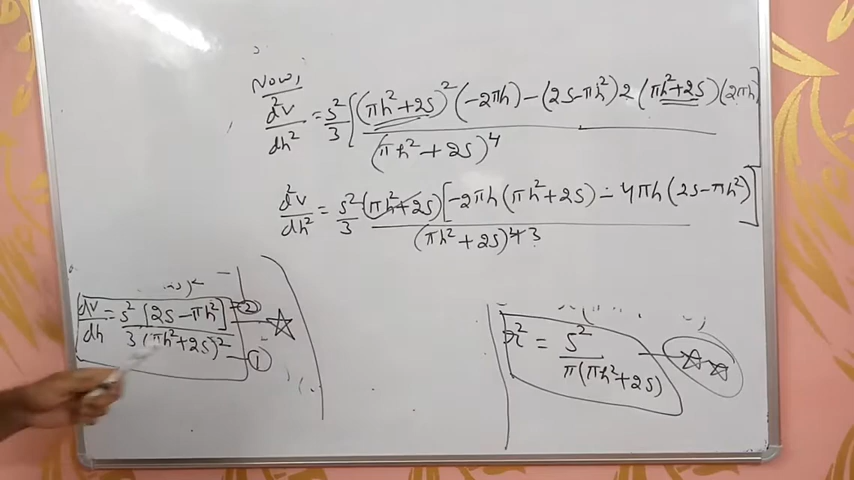 Now,
d²v/dh² = s²/3 [(πh²+2s)²(-2πh) - (2s-πh²)2(πh²+2s)(2πh)
(πh²+2s)⁴
d²v/dh² = s²/3 (πh²+2s)[-2πh(πh²+2s) - 4πh(2s-πh²)]
(πh²+2s)⁴ 3
dv/dh = s²[2s-πh²] ②
3(πh²+2s)² ①
r² = s²
π(πh²+2s)